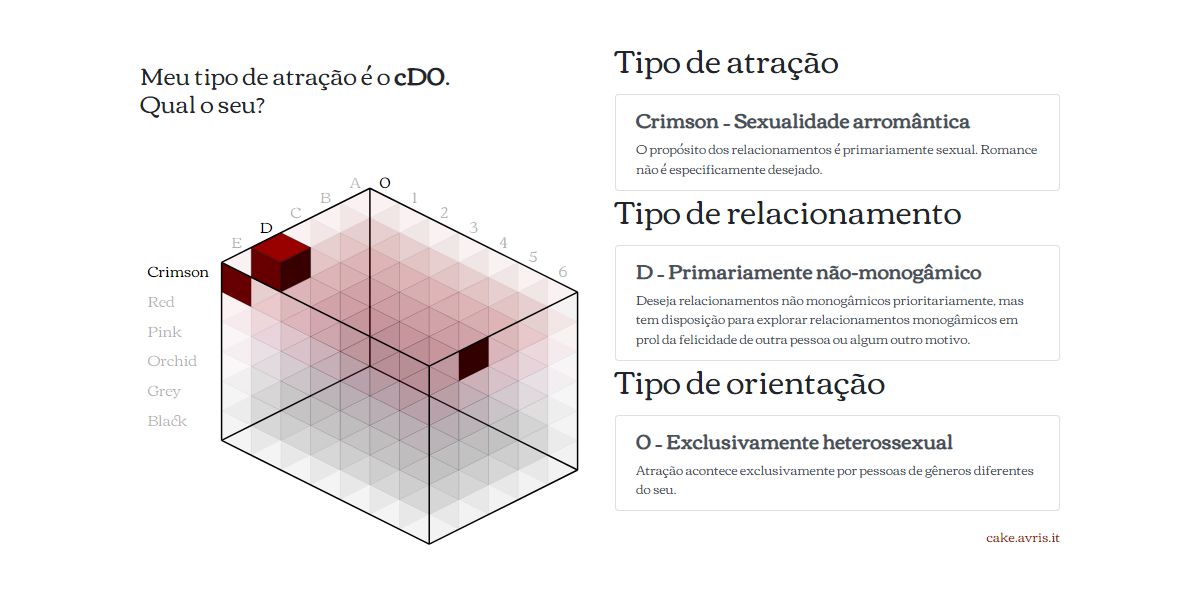 Meu tipo de atração é o cDO.
Qual o seu?
A O
B 1
C 2
D 3
E 4
5
6
Crimson
Red
Pink
Orchid
Grey
Black
Tipo de atração
Crimson – Sexualidade arromântica
O propósito dos relacionamentos é primariamente sexual. Romance
não é especificamente desejado.
Tipo de relacionamento
D – Primariamente não-monogâmico
Deseja relacionamentos não monogâmicos prioritariamente, mas
tem disposição para explorar relacionamentos monogâmicos em
prol da felicidade de outra pessoa ou algum outro motivo.
Tipo de orientação
0 – Exclusivamente heterossexual
Atração acontece exclusivamente por pessoas de gêneros diferentes
do seu.
cake.avris.it